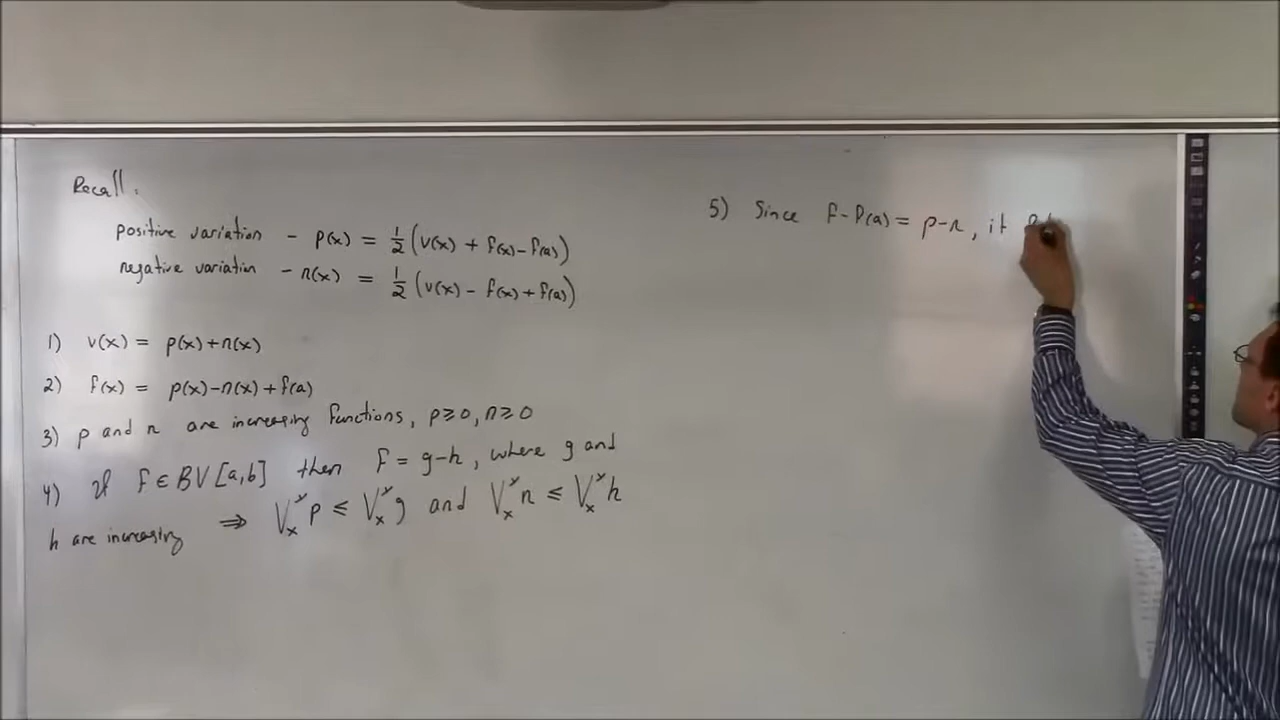 Recall:
positive variation - p(x) = 1/2 (v(x) + f(x) - f(a))
negative variation - n(x) = 1/2 (v(x) - f(x) + f(a))
1) v(x) = p(x)+n(x)
2) f(x) = p(x)-n(x)+f(a)
3) p and n are increasing functions, p≥0, n≥0
4) If f∈BV[a,b] then f = g-h, where g and
h are increasing ⇒ V_x^y p ≤ V_x^y g and V_x^y n ≤ V_x^y h
5) Since f-f(a) = p-n, it